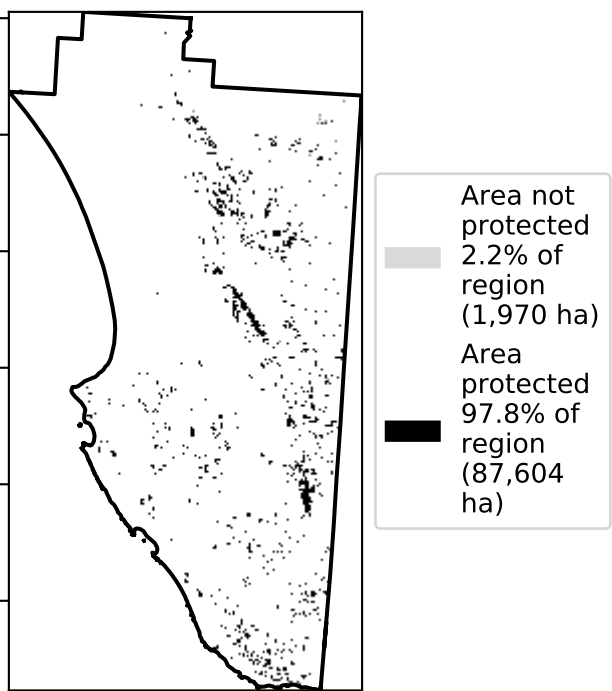 Area not
protected
2.2% of
region
(1,970 ha)
Area
protected
97.8% of
region
(87,604
ha)